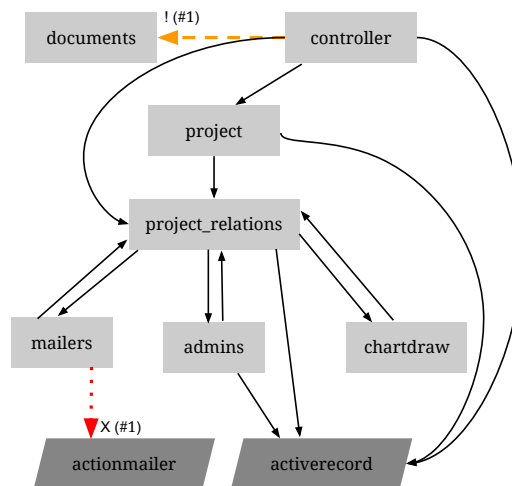 documents
! (#1)
controller
project
project_relations
mailers
admins
chartdraw
X (#1)
actionmailer
activerecord